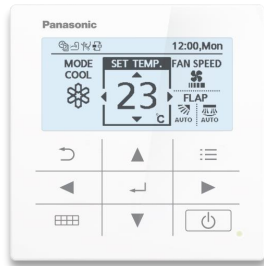 Panasonic
12:00,Mon
MODE SET TEMP. FAN SPEED
COOL
23°C
FLAP
AUTO AUTO